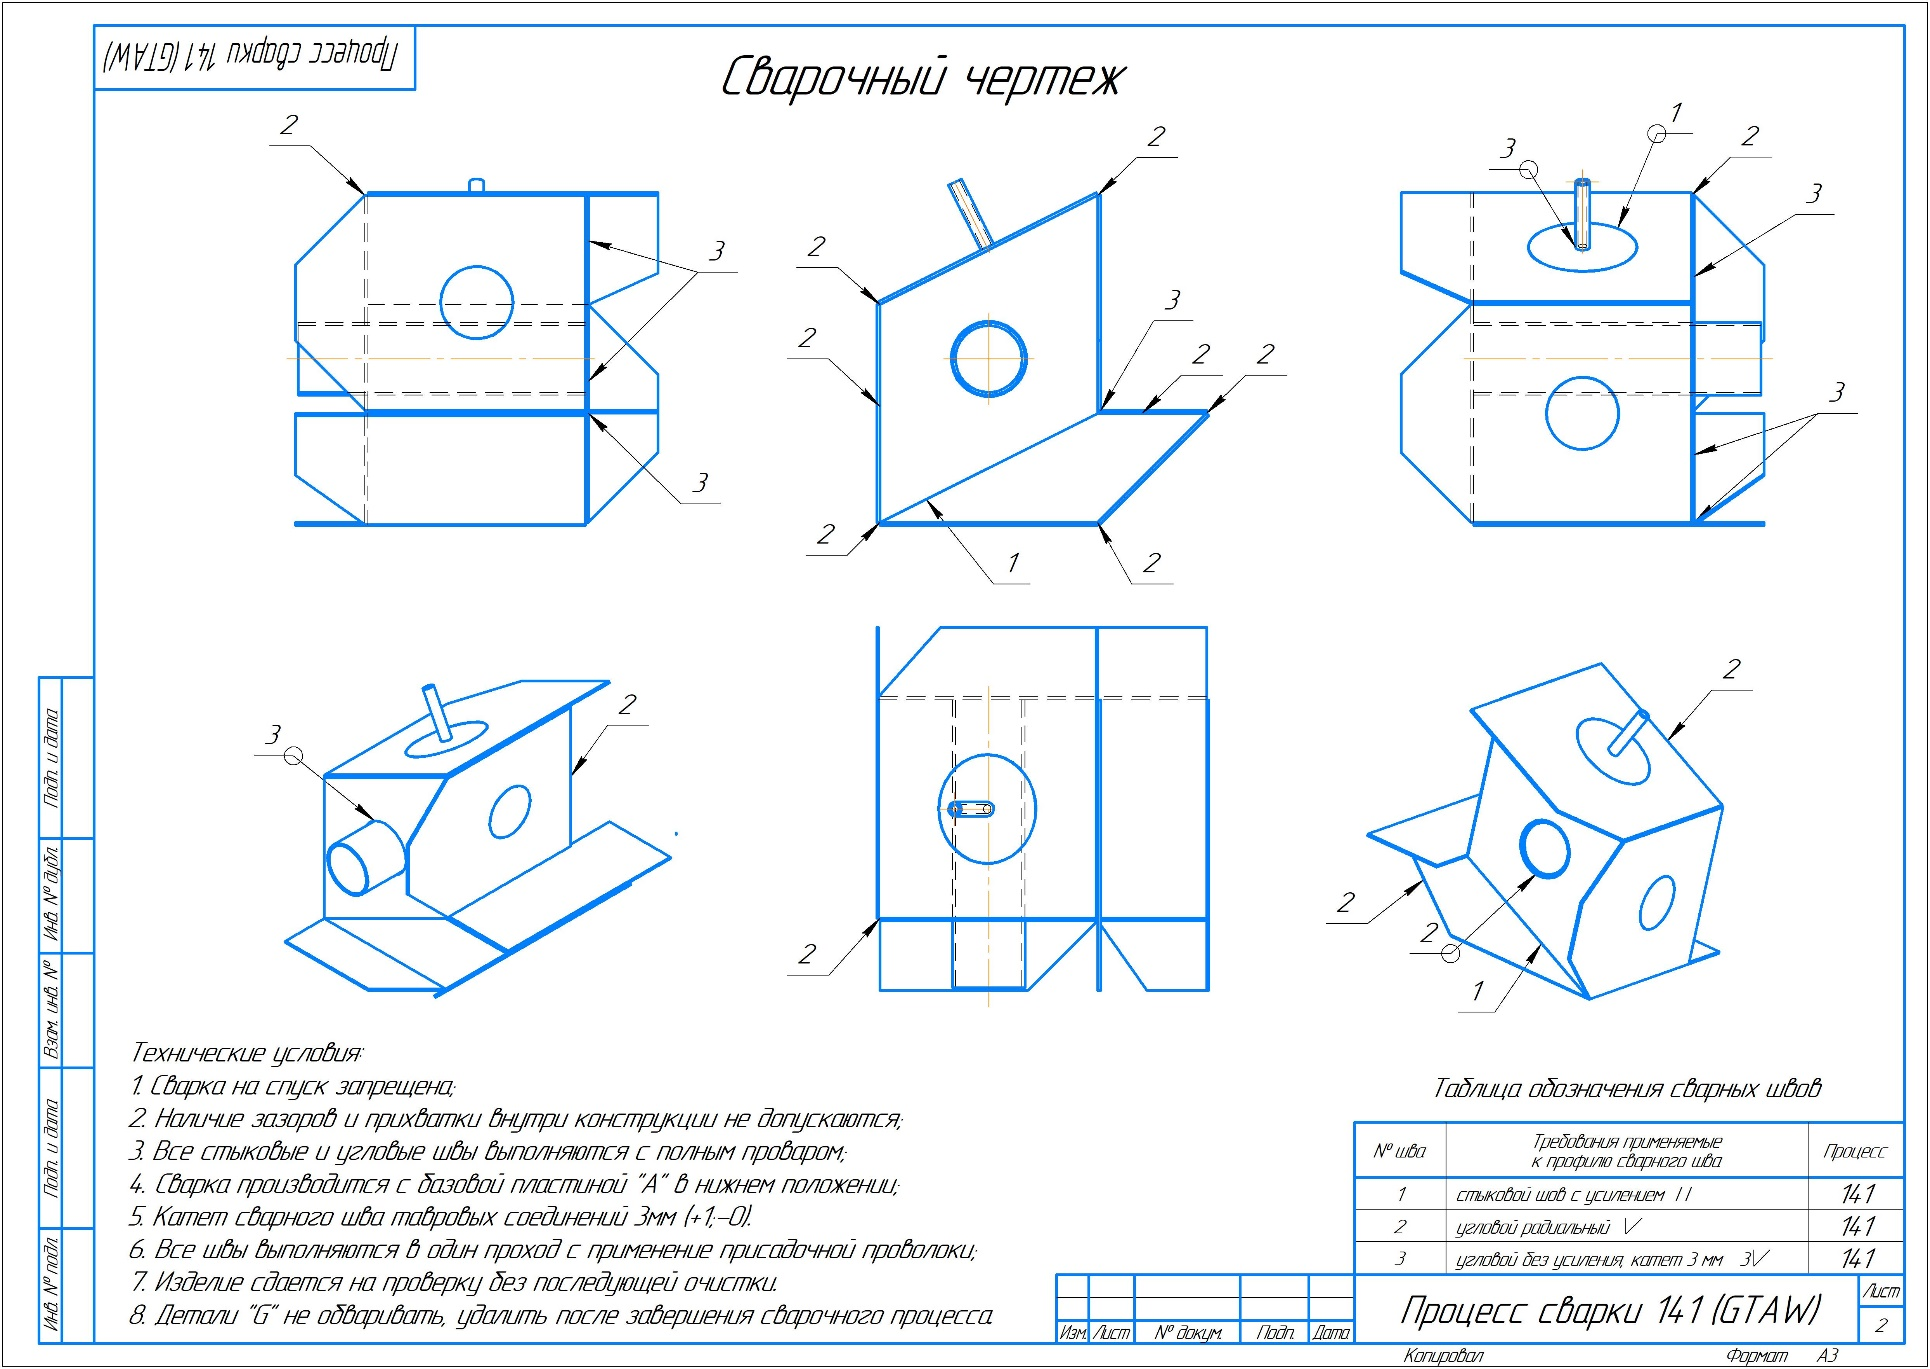 Процесс сварки 141 (GTAW)
Сварочный чертеж
2
3
3
2
2
2
3
2
2
2
1
2
1
3
2
3
3
3
2
2
2
2
2
1
Подп. и дата
Инв. № дубл.
Взам. инв. №
Подп. и дата
Инв. № подл.
Технические условия:
1. Сварка на спуск запрещена;
2. Наличие зазоров и прихватки внутри конструкции не допускаются;
3. Все стыковые и угловые швы выполняются с полным проваром;
4. Сварка производится с базовой пластиной "А" в нижнем положении;
5. Катет сварного шва тавровых соединений 3мм (+1;-0).
6. Все швы выполняются в один проход с применение присадочной проволоки;
7. Изделие сдается на проверку без последующей очистки.
8. Детали "G" не обваривать, удалить после завершения сварочного процесса
Таблица обозначения сварных швов
№ шва Требования применяемые к профилю сварного шва Процесс
1 стыковой шов с усилением || 141
2 угловой радиальный V 141
3 угловой без усиления, катет 3 мм 3V 141
Изм. Лист № докум. Подп. Дата
Процесс сварки 141 (GTAW)
Лист
2
Копировал Формат А3